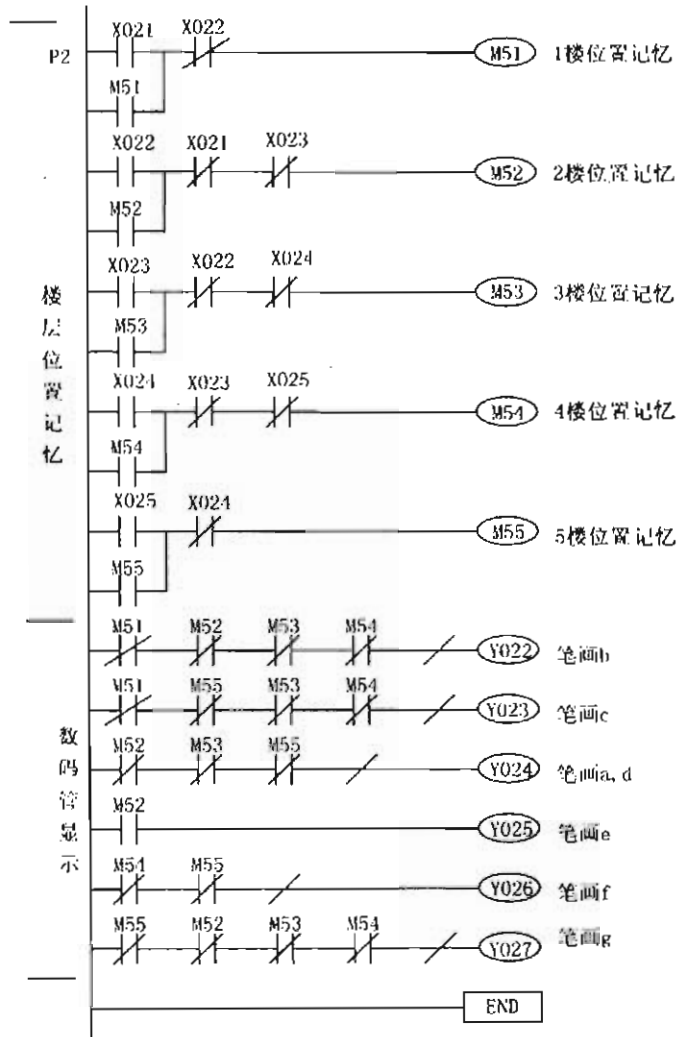 X021 X022
P2 M51 1楼位置记忆
M51
X022 X021 X023
M52 2楼位置记忆
M52
X023 X022 X024
M53 3楼位置记忆
M53
X024 X023 X025
M54 4楼位置记忆
M54
X025 X024
M55 5楼位置记忆
M55
楼层位置记忆
M51 M52 M53 M54
Y022 笔画b
M51 M55 M53 M54
Y023 笔画c
M52 M53 M55
Y024 笔画a,d
M52
Y025 笔画e
M54 M55
Y026 笔画f
M55 M52 M53 M54
Y027 笔画g
数码管显示
END